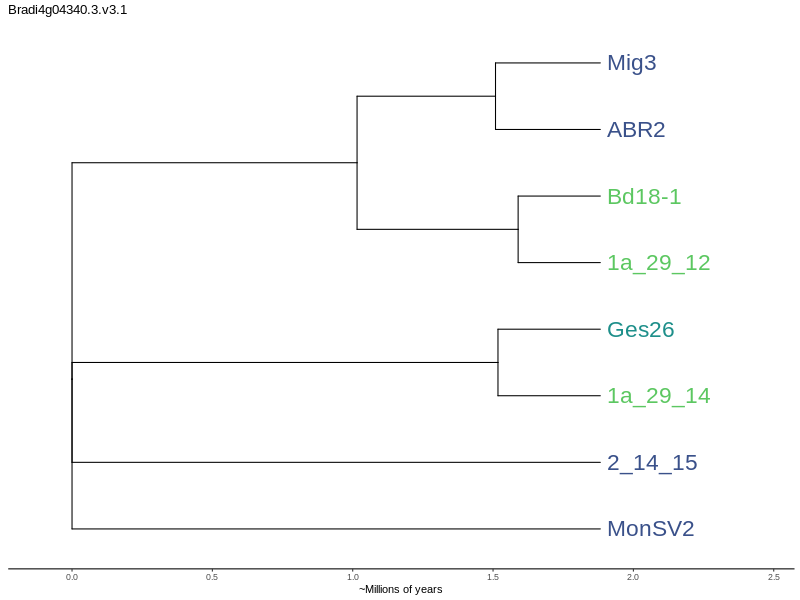 Bradi4g04340.3.v3.1
Mig3
ABR2
Bd18-1
1a_29_12
Ges26
1a_29_14
2_14_15
MonSV2
0.0 0.5 1.0 1.5 2.0 2.5
~Millions of years